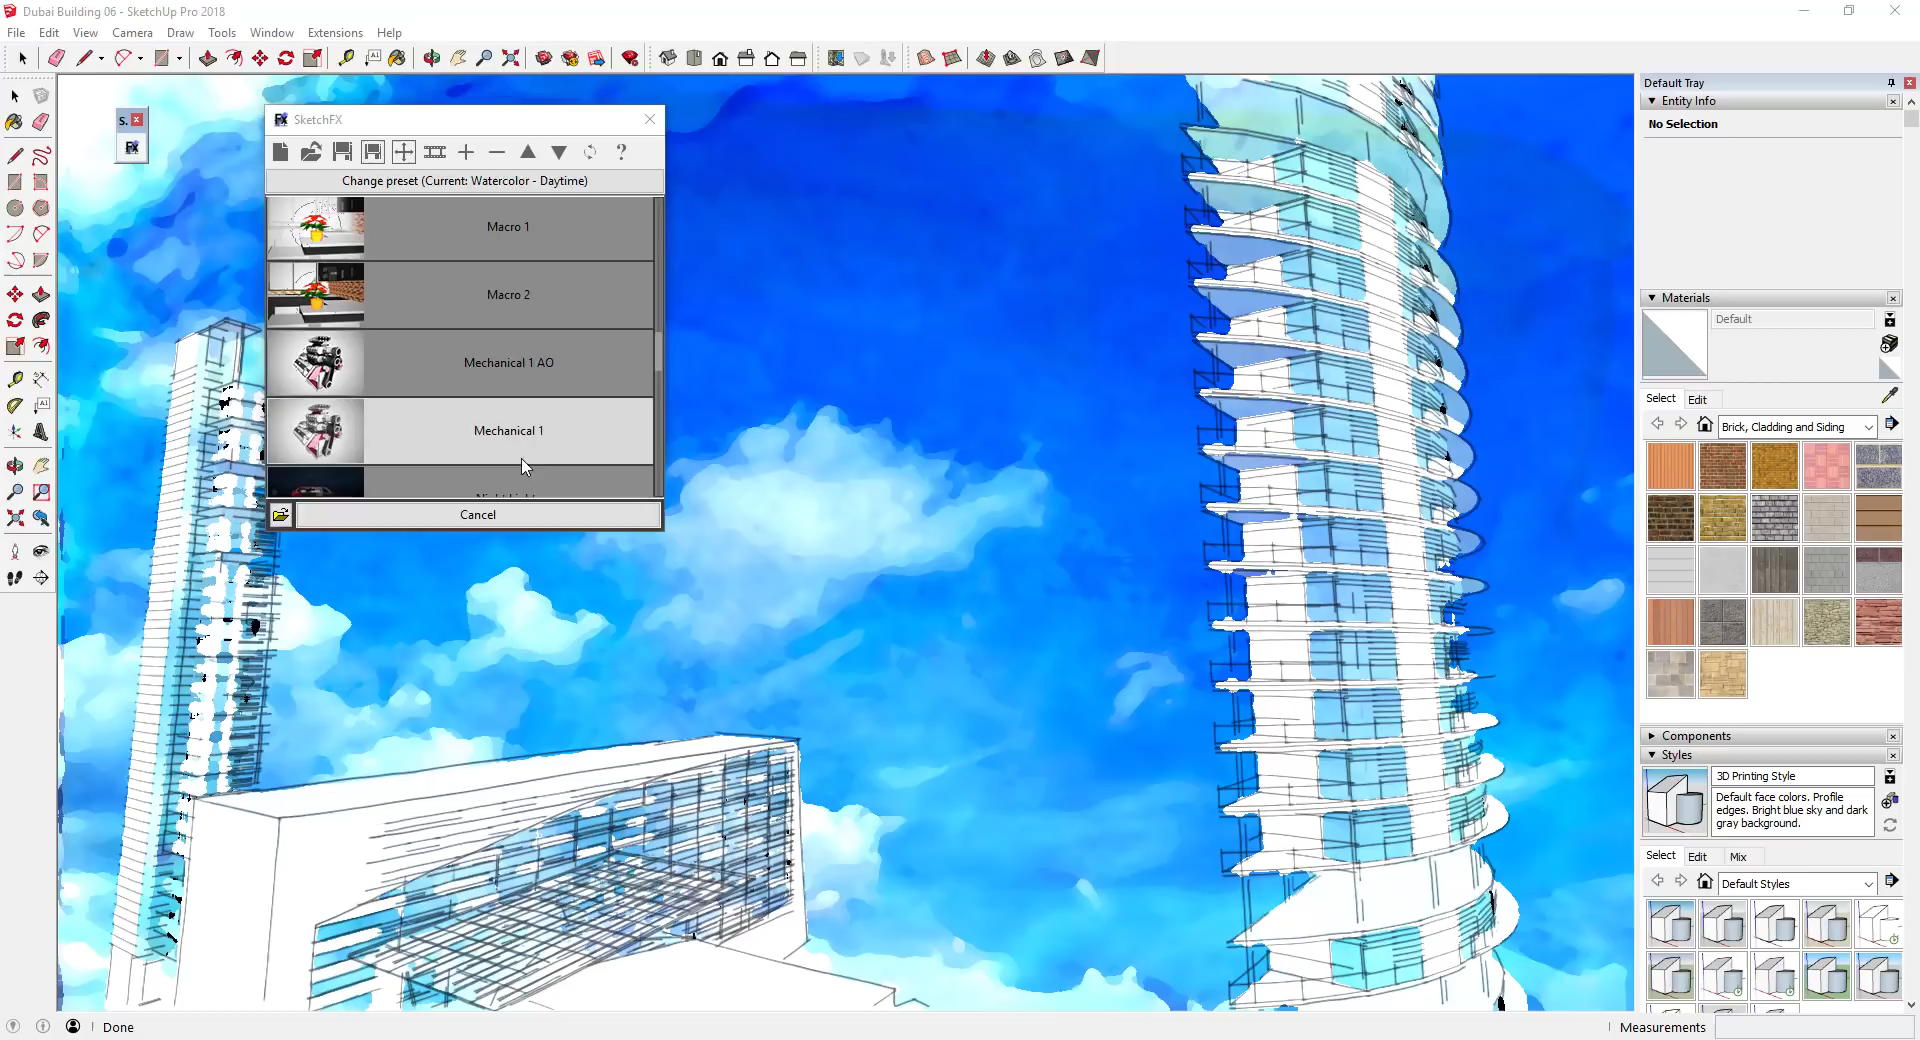 Dubai Building 06 - SketchUp Pro 2018
File Edit View Camera Draw Tools Window Extensions Help
S.
FX
SketchFX
Change preset (Current: Watercolor - Daytime)
Macro 1
Macro 2
Mechanical 1 AO
Mechanical 1
Cancel
Default Tray
Entity Info
No Selection
Materials
Default
Select Edit
Brick, Cladding and Siding
Components
Styles
3D Printing Style
Default face colors. Profile
edges. Bright blue sky and dark
gray background.
Select Edit Mix
Default Styles
Done
Measurements